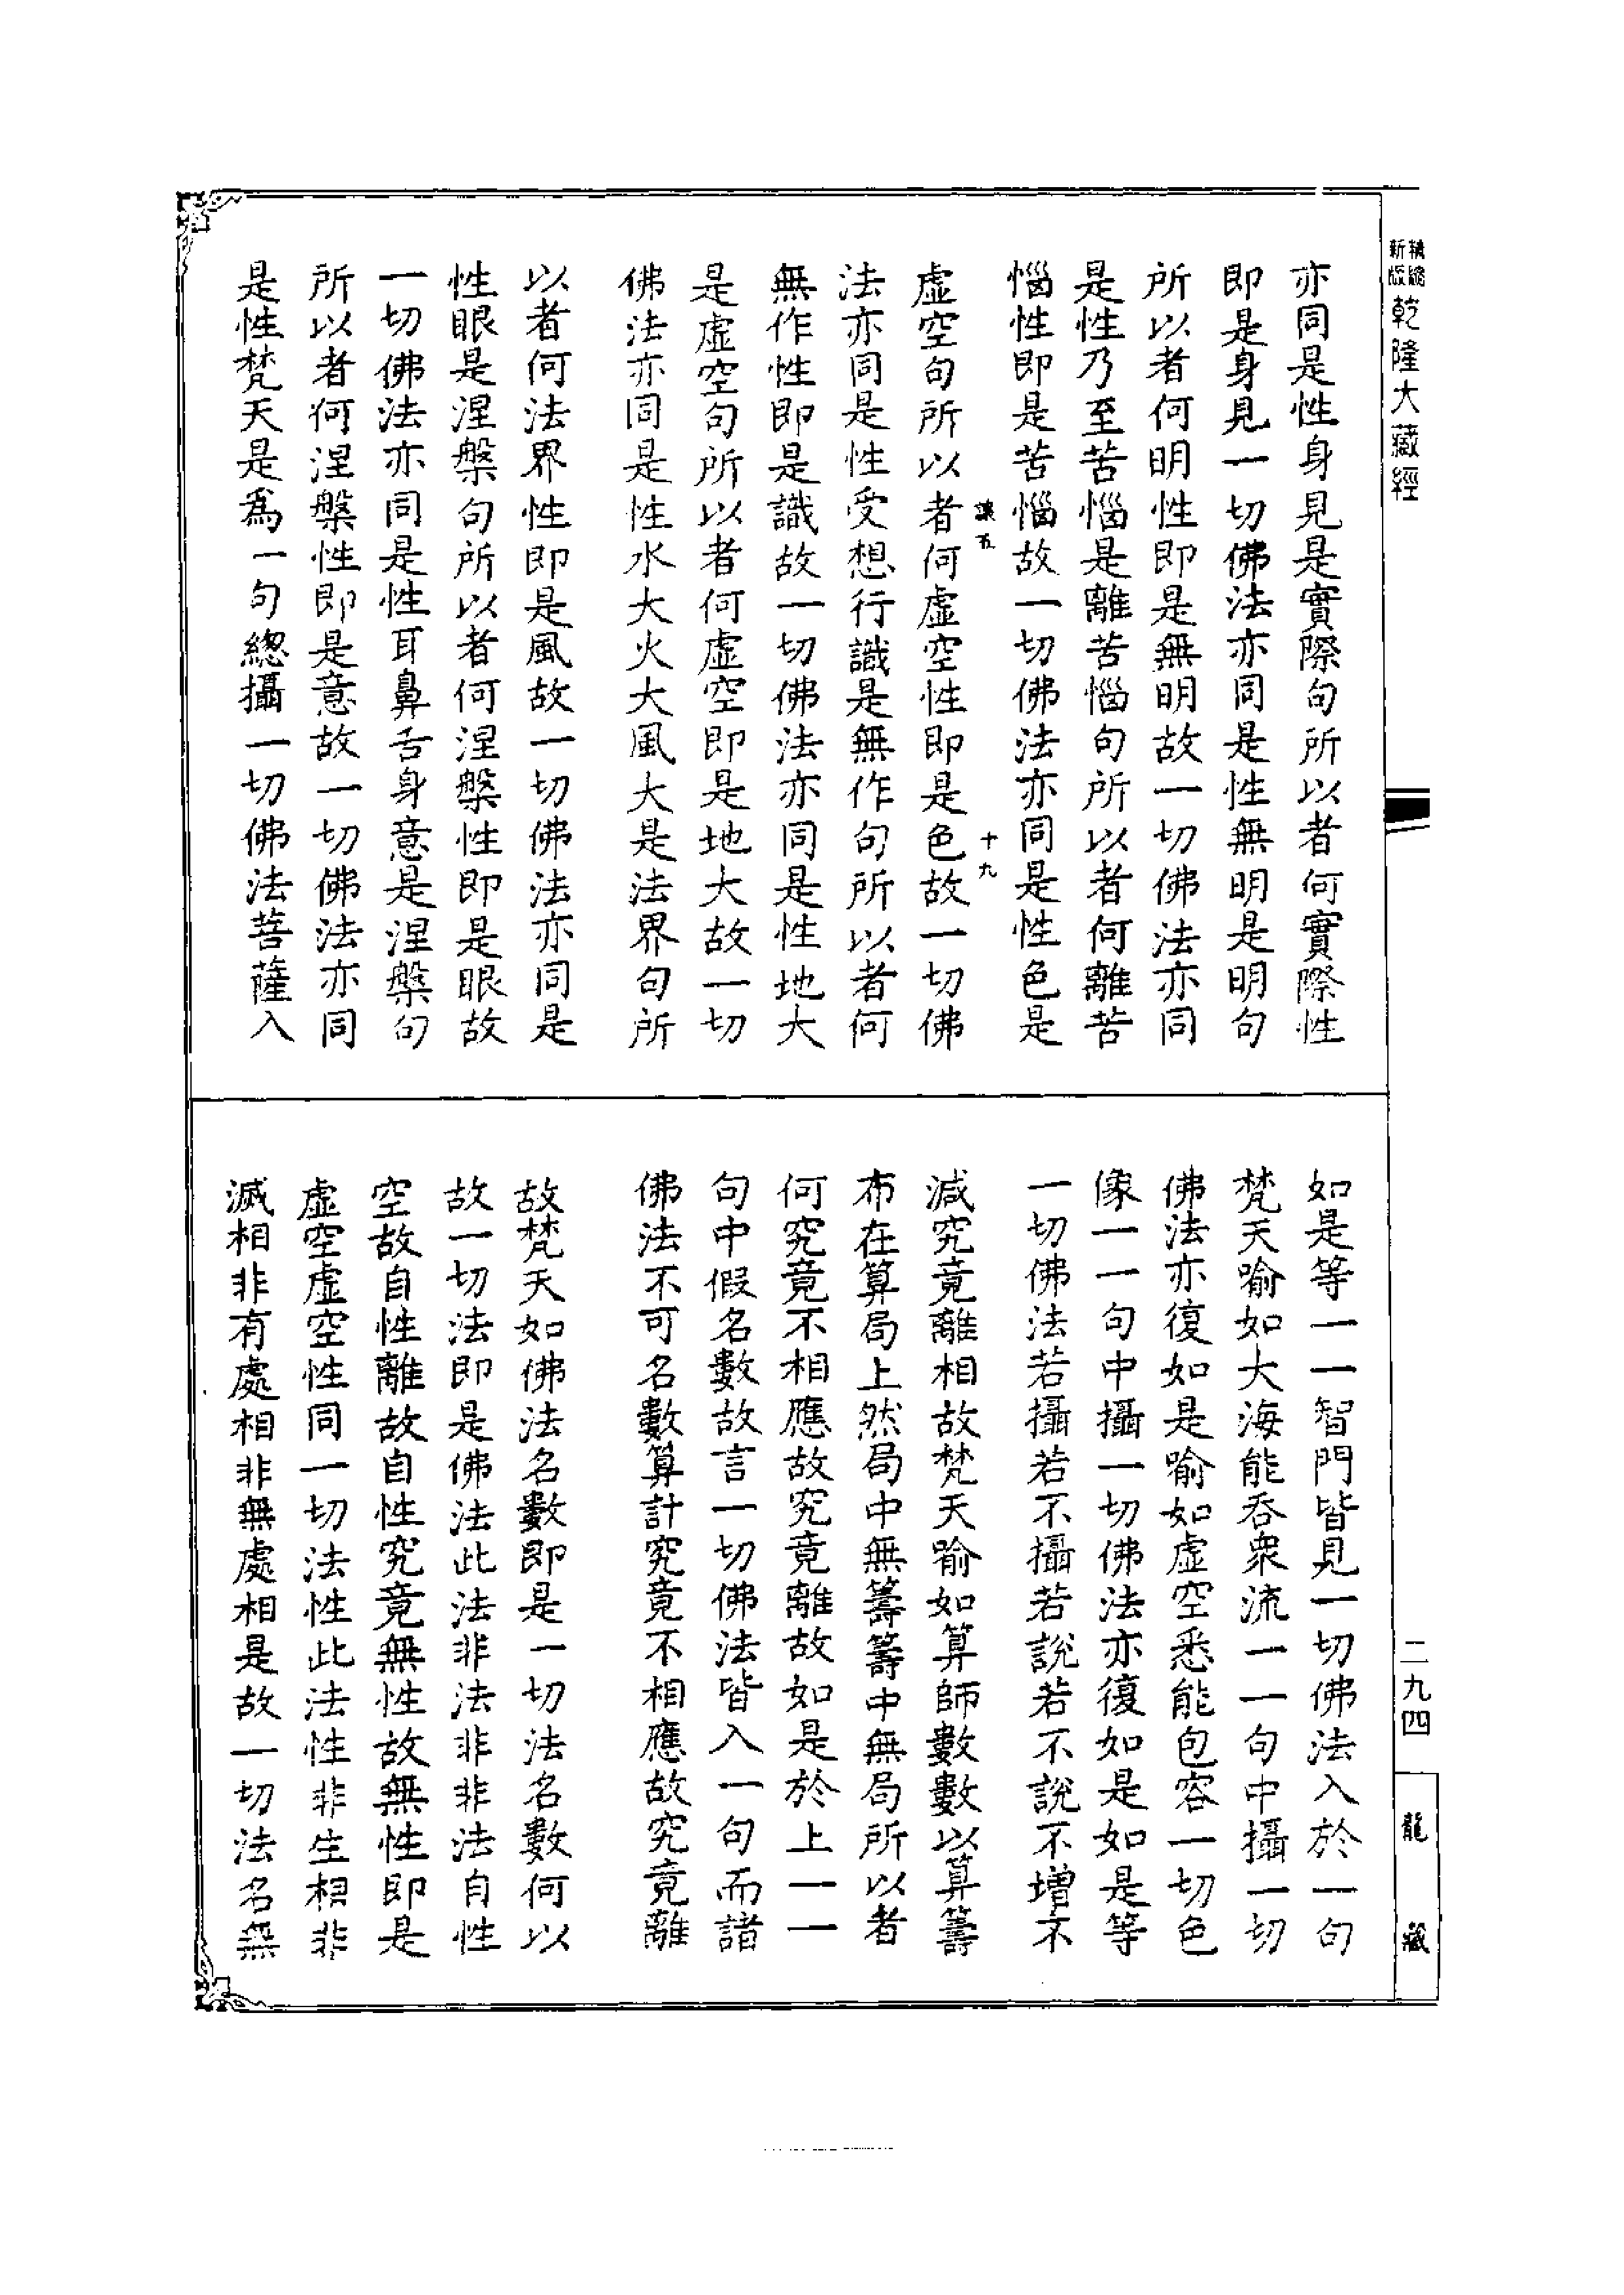 新版
精縮
乾隆大藏經
亦同是性身見是實際句所以者何實際性
即是身見一切佛法亦同是性無明是明句
所以者何明性即是無明故一切佛法亦同
是性乃至苦惱是離苦惱句所以者何離苦
惱性即是苦惱故一切佛法亦同是性色是
十九
虛空句所以者何虛空性即是色故一切佛
法亦同是性受想行識是無作句所以者何
無作性即是識故一切佛法亦同是性地大
是虛空句所以者何虛空即是地大故一切
佛法亦同是性水大火大風大是法界句所
以者何法界性即是風故一切佛法亦同是
性眼是涅槃句所以者何涅槃性即是眼故
一切佛法亦同是性耳鼻舌身意是涅槃句
所以者何涅槃性即是意故一切佛法亦同
是性梵天是為一句總攝一切佛法菩薩入
如是等一一智門皆見一切佛法入於一句
梵天喻如大海能吞眾流一一句中攝一切
佛法亦復如是喻如虛空悉能包容一切色
像一一句中攝一切佛法亦復如是如是等
一切佛法若攝若不攝若說若不說不增不
減究竟離相故梵天喻如算師數數以算籌
布在算局上然局中無籌籌中無局所以者
何究竟不相應故究竟離故如是於上一一
句中假名數故言一切佛法皆入一句而諸
佛法不可名數算計究竟不相應故究竟離
故梵天如佛法名數即是一切法名數何以
故一切法即是佛法此法非法非非法自性
空故自性離故自性究竟無性故無性即是
虛空虛空性同一切法性此法性非生相非
滅相非有處相非無處相是故一切法名無
二九四
龍藏